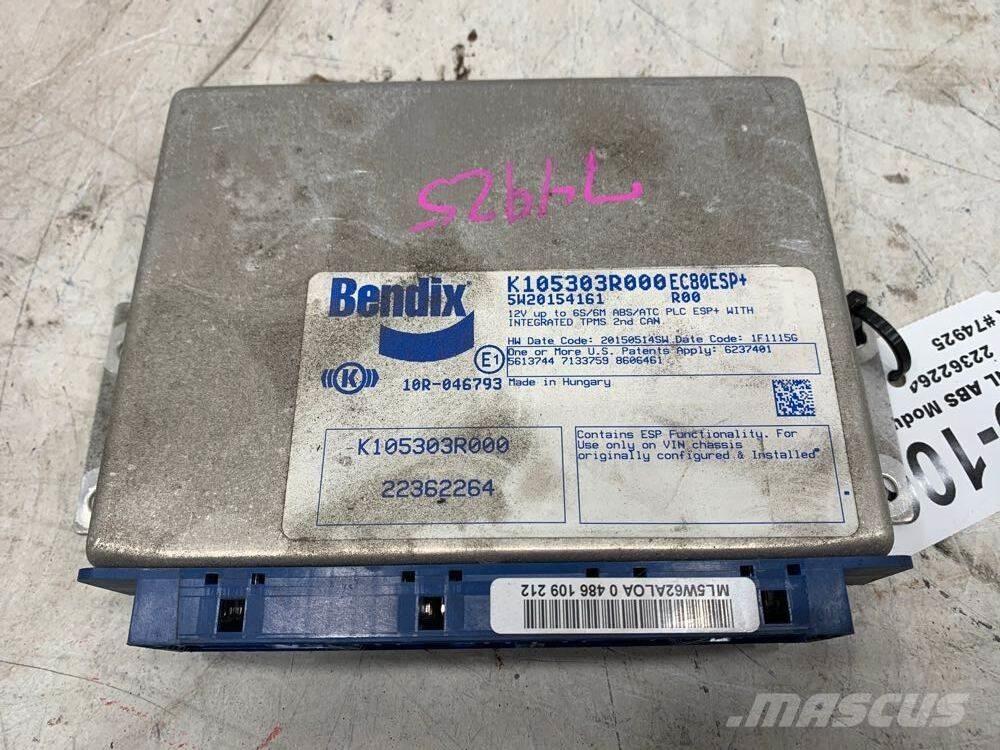 74925
Bendix
K105303R000 EC80ESP+
5W20154161 R00
12V up to 6S/6M ABS/ATC PLC ESP+ WITH
INTEGRATED TPMS 2nd CAN
HW Date Code: 20150514SW Date Code: 1F1115G
One or More U.S. Patents Apply: 6237401
5613744 7133759 8606461
E1
K
10R-046793
Made in Hungary
K105303R000
22362264
Contains ESP Functionality. For
Use only on VIN chassis
originally configured & Installed
ML5W62ALOA 0 486 109 212
#74925
22362264
ABS Modu
MASCUS